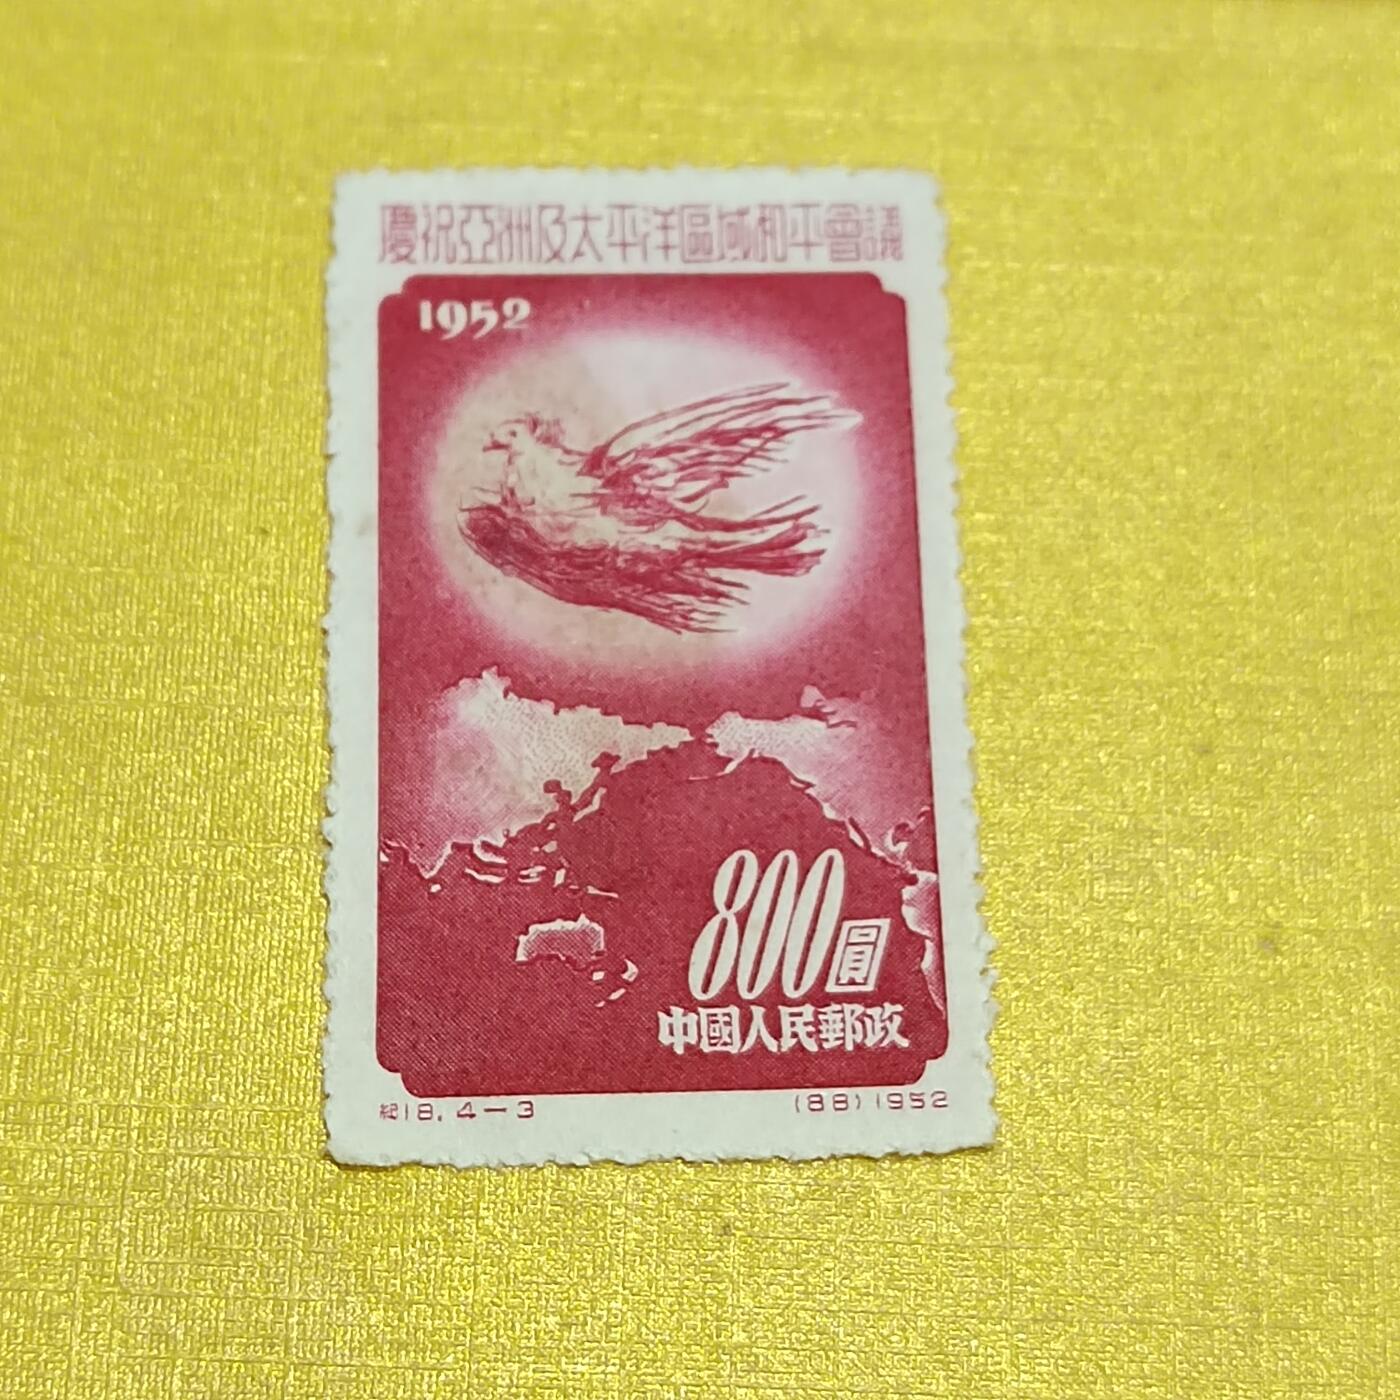 慶祝亞洲及太平洋區域和平會議
1952
800圓
中國人民郵政
紀18.4-3
(88)1952